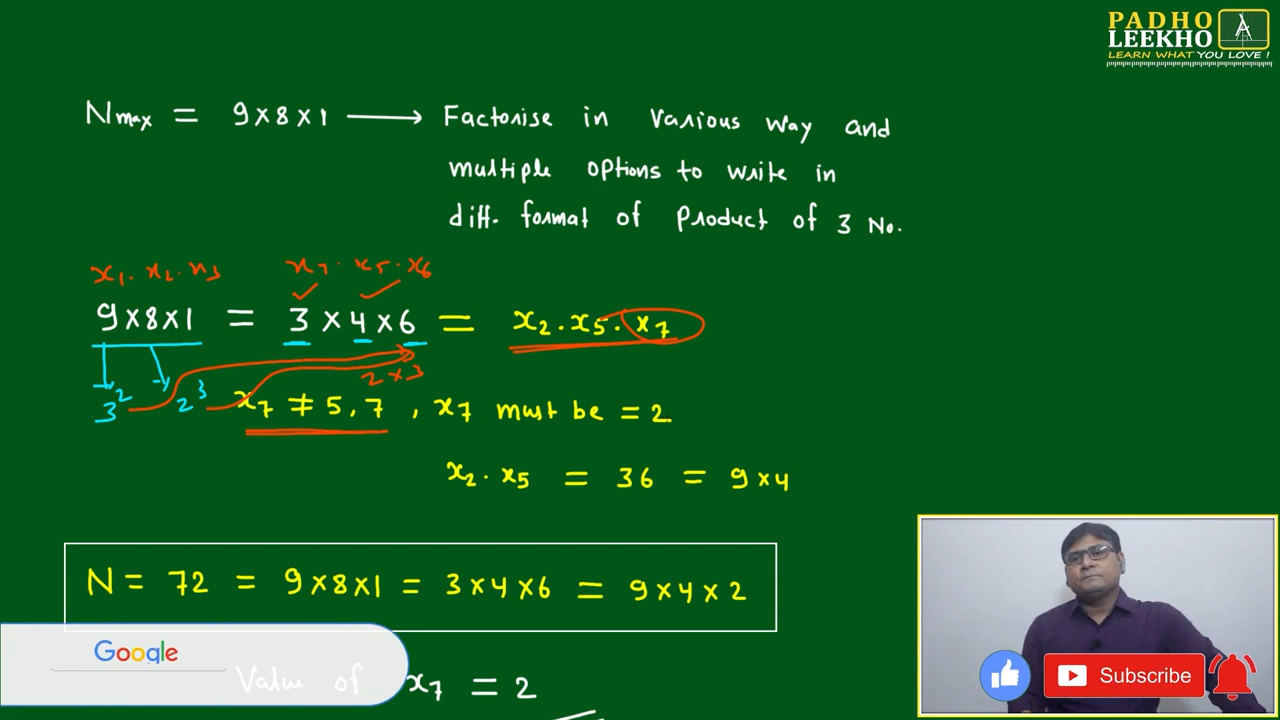 PADHO
LEEKHO
LEARN WHAT YOU LOVE !
Nmax = 9×8×1 ⟶ Factorise in various way and
multiple options to write in
diff. format of Product of 3 No.
x₁. x₂. x₃ x₇. x₅. x₆
9×8×1 = 3×4×6 = x₂.x₅.x₇
2×3
3² 2³ x₇ ≠ 5,7 , x₇ must be = 2
x₂.x₅ = 36 = 9×4
N = 72 = 9×8×1 = 3×4×6 = 9×4×2
Google
Value of x₇ = 2
Subscribe